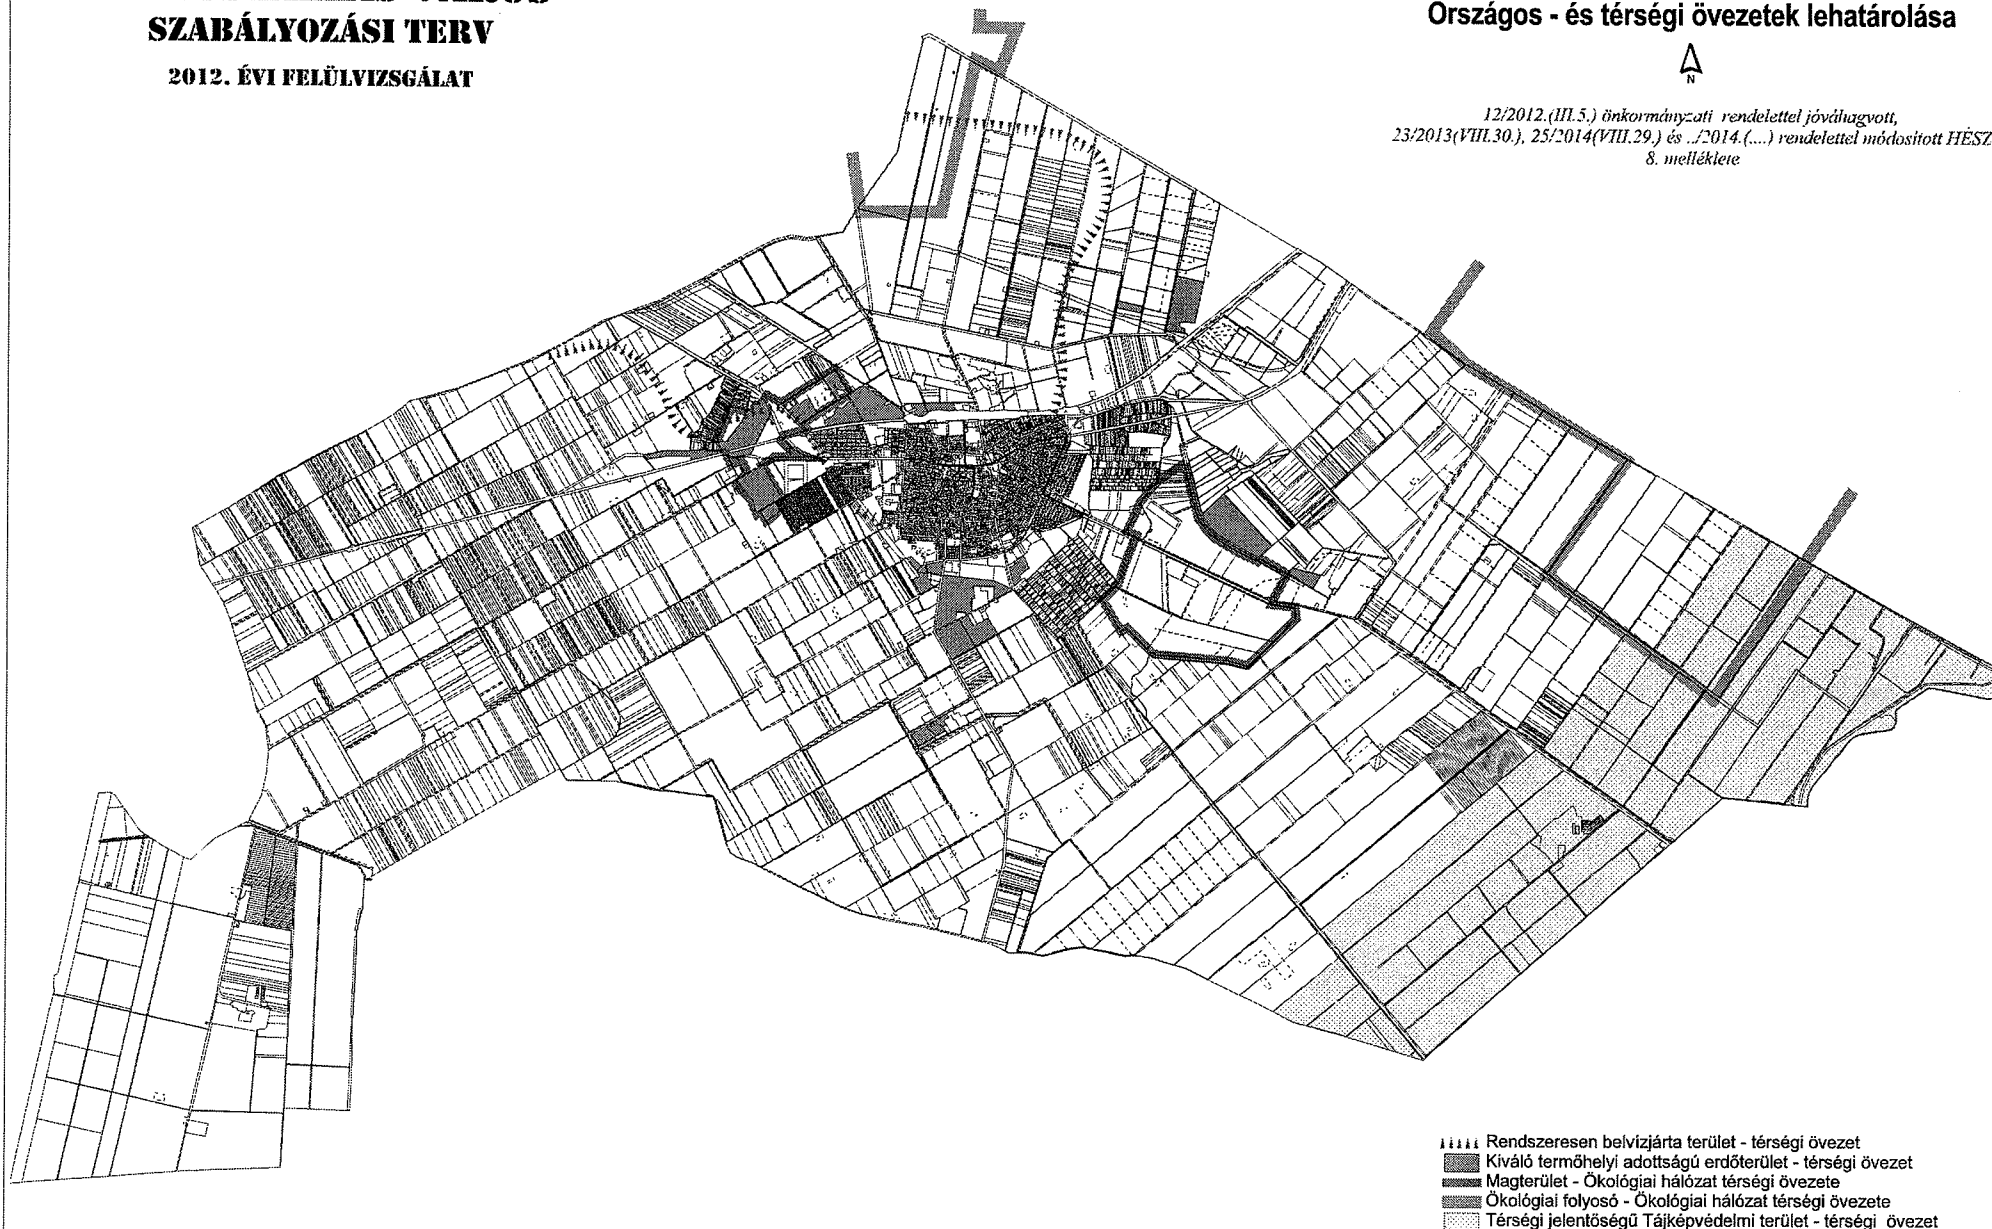 SZABÁLYOZÁSI TERV
2012. ÉVI FELÜLVIZSGÁLAT
Országos - és térségi övezetek lehatárolása
N
12/2012.(III.5.) önkormányzati rendelettel jóváhagyott,
23/2013(VIII.30.), 25/2014(VIII.29.) és ../2014.(....) rendelettel módosított HÉSZ
8. melléklete
Rendszeresen belvízjárta terület - térségi övezet
Kiváló termőhelyi adottságú erdőterület - térségi övezet
Magterület - Ökológiai hálózat térségi övezete
Ökológiai folyosó - Ökológiai hálózat térségi övezete
Térségi jelentőségű Tájképvédelmi terület - térségi övezet